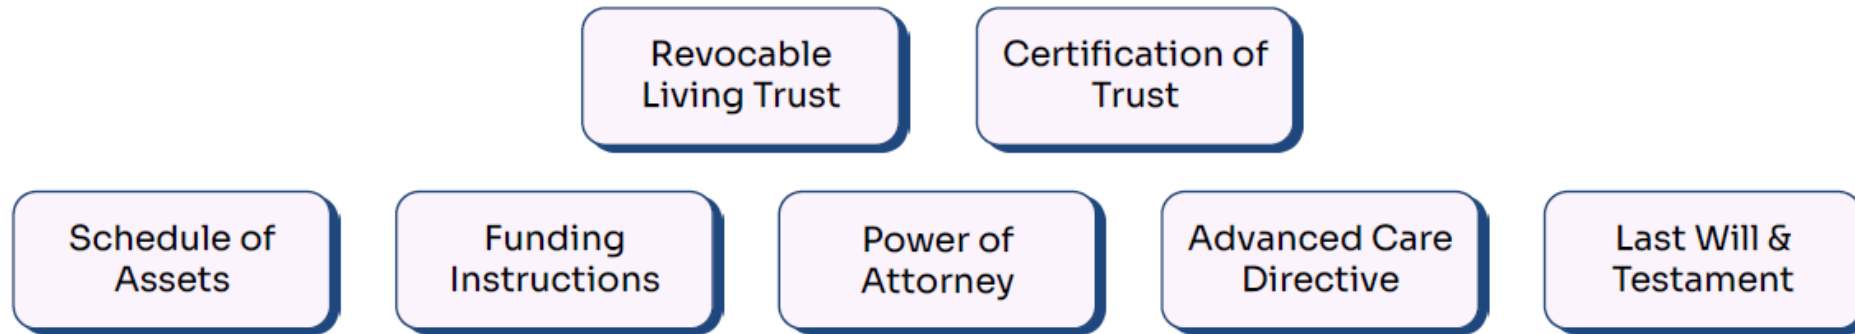 Revocable
Living Trust
Certification of
Trust
Schedule of
Assets
Funding
Instructions
Power of
Attorney
Advanced Care
Directive
Last Will &
Testament